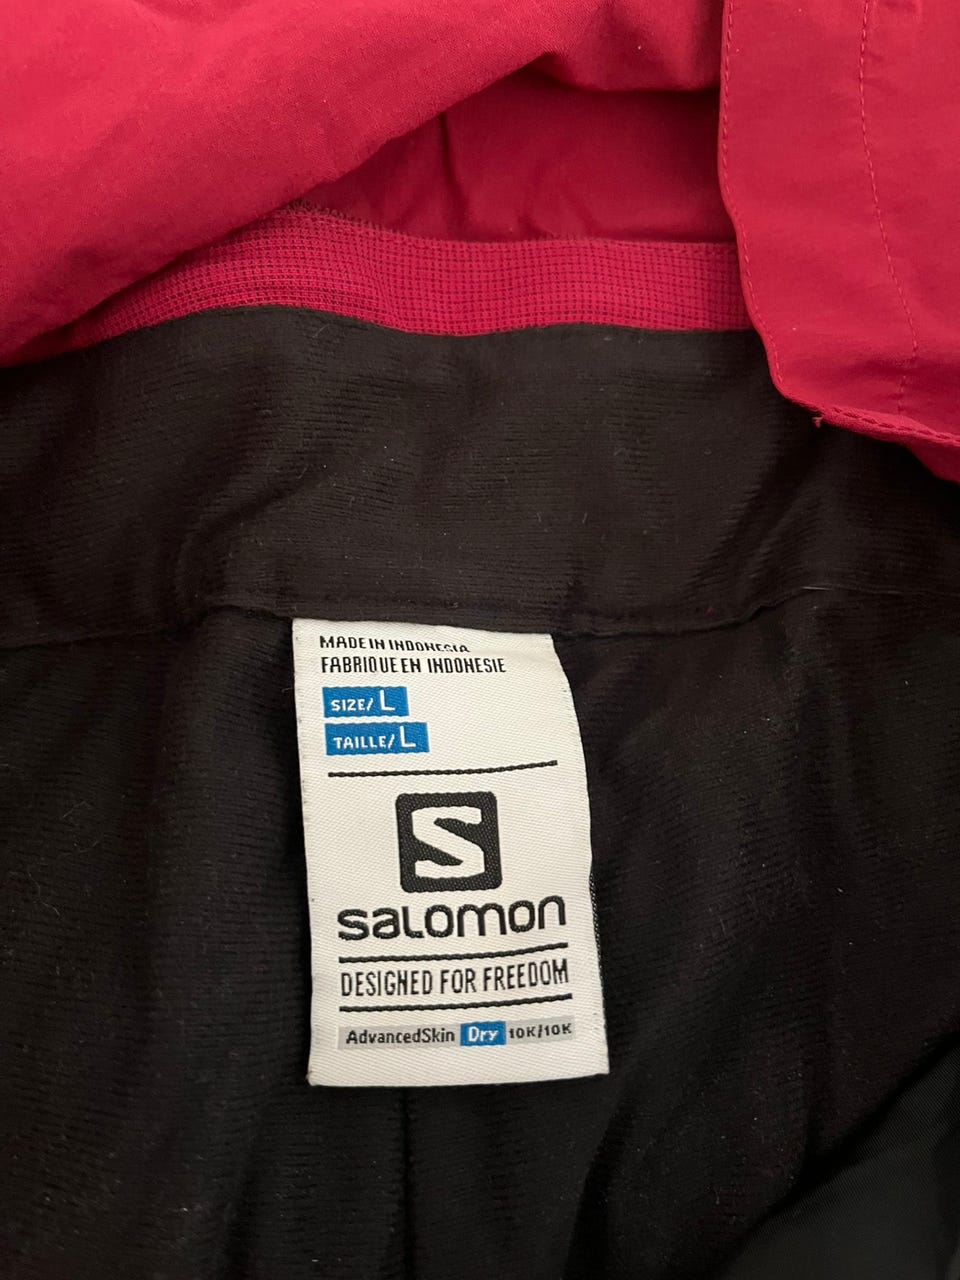 MADE IN INDONESIA
FABRIQUE EN INDONESIE
SIZE/ L
TAILLE/ L
S
SALOMON
DESIGNED FOR FREEDOM
AdvancedSkin Dry 10K/10K